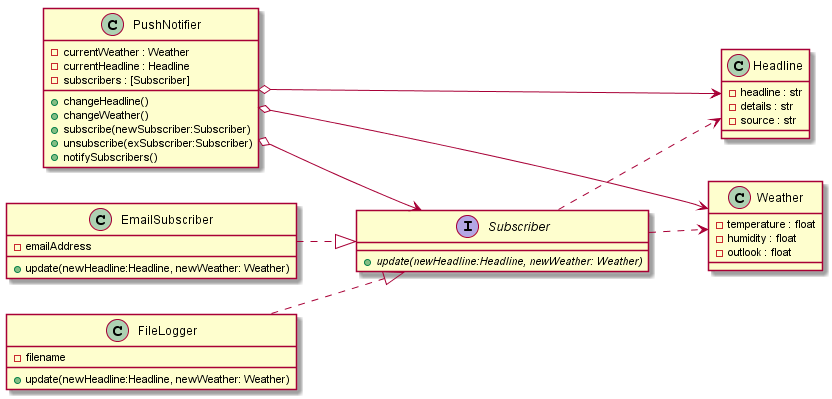 C PushNotifier
currentWeather : Weather
currentHeadline : Headline
subscribers : [Subscriber]
changeHeadline()
changeWeather()
subscribe(newSubscriber:Subscriber)
unsubscribe(exSubscriber:Subscriber)
notifySubscribers()
C Headline
headline : str
details : str
source : str
C EmailSubscriber
emailAddress
update(newHeadline:Headline, newWeather: Weather)
I Subscriber
update(newHeadline:Headline, newWeather: Weather)
C Weather
temperature : float
humidity : float
outlook : float
C FileLogger
filename
update(newHeadline:Headline, newWeather: Weather)